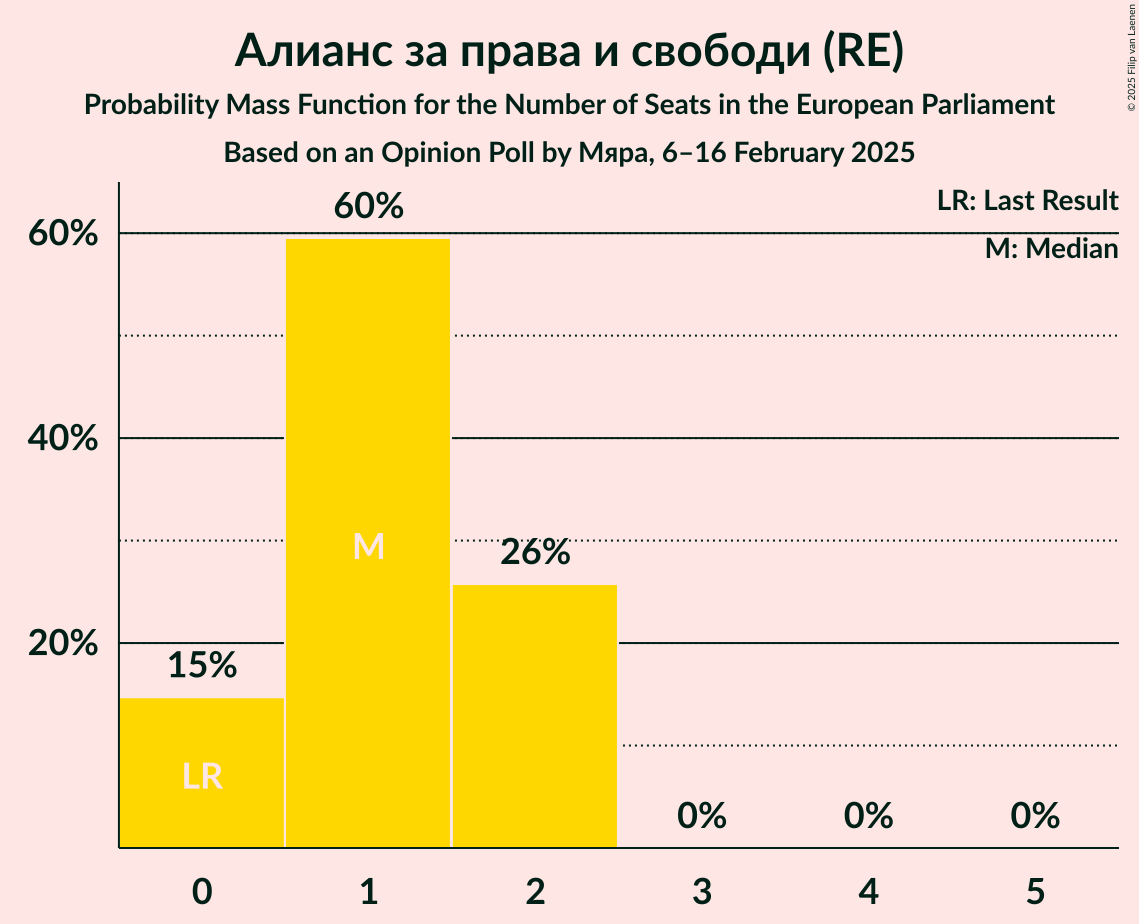 Алианс за права и свободи (RE)
Probability Mass Function for the Number of Seats in the European Parliament
Based on an Opinion Poll by Мяра, 6–16 February 2025
© 2025 Filip van Laenen
LR: Last Result
M: Median
60%
40%
20%
15%
60%
26%
0%
0%
0%
LR
M
0
1
2
3
4
5